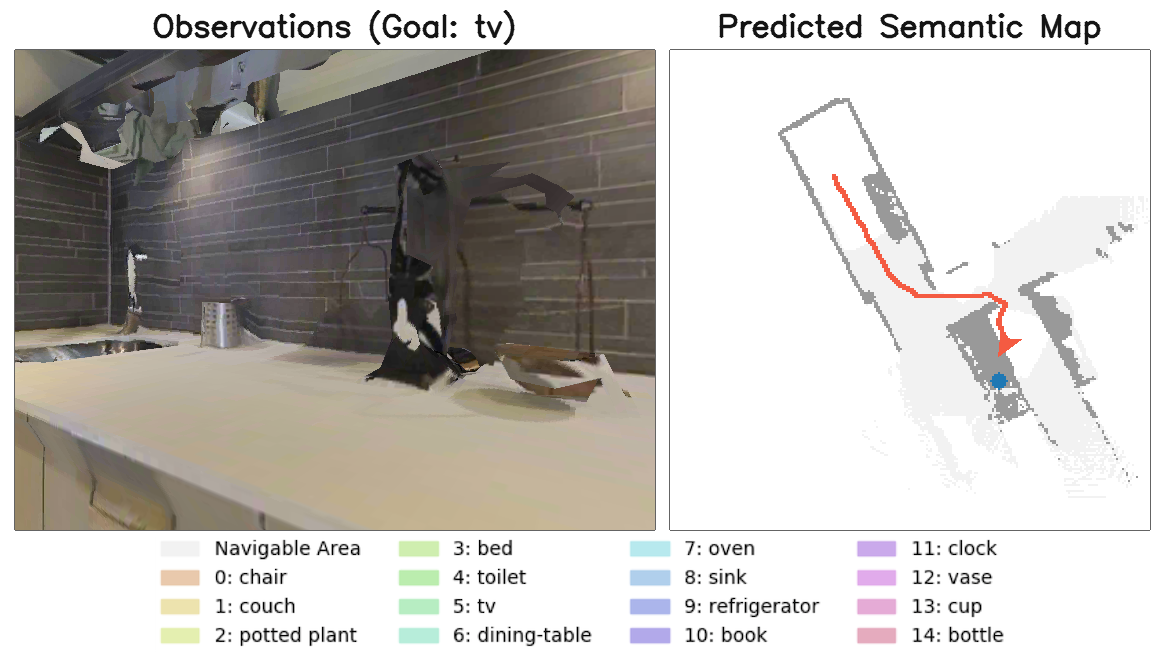 Observations (Goal: tv)
Predicted Semantic Map
Navigable Area
0: chair
1: couch
2: potted plant
3: bed
4: toilet
5: tv
6: dining-table
7: oven
8: sink
9: refrigerator
10: book
11: clock
12: vase
13: cup
14: bottle